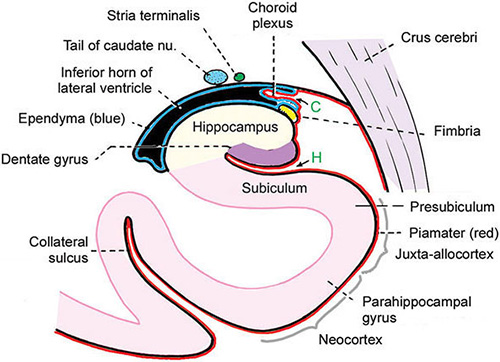 Stria terminalis
Choroid
plexus
Crus cerebri
Tail of caudate nu.
Inferior horn of
lateral ventricle
C
Ependyma (blue)
Hippocampus
Fimbria
Dentate gyrus
H
Subiculum
Presubiculum
Piamater (red)
Juxta-allocortex
Collateral
sulcus
Parahippocampal
gyrus
Neocortex